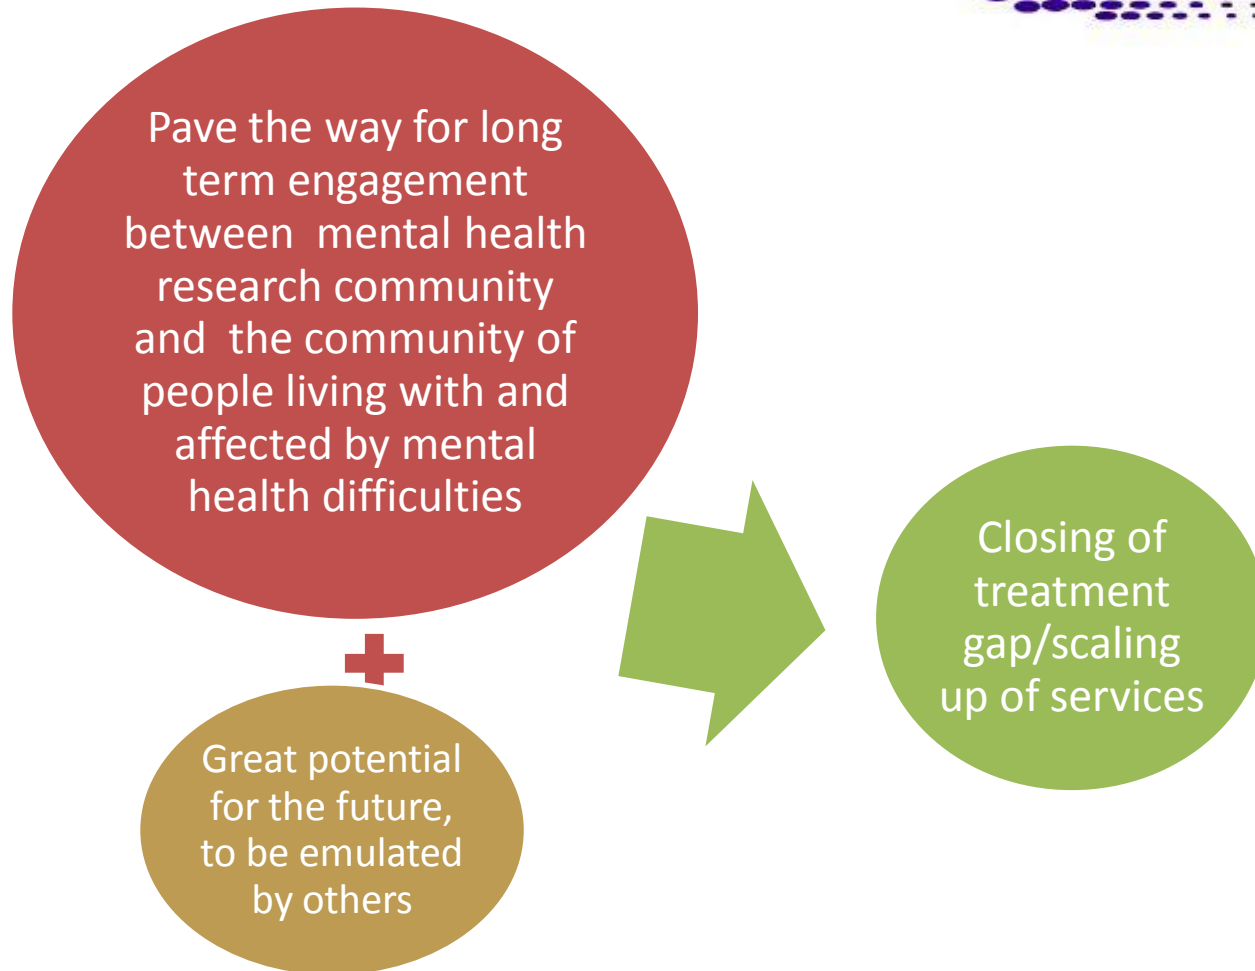 Pave the way for long
term engagement
between  mental health
research community
and  the community of
people living with and
affected by mental
health difficulties
Great potential
for the future,
to be emulated
by others
Closing of
treatment
gap/scaling
up of services